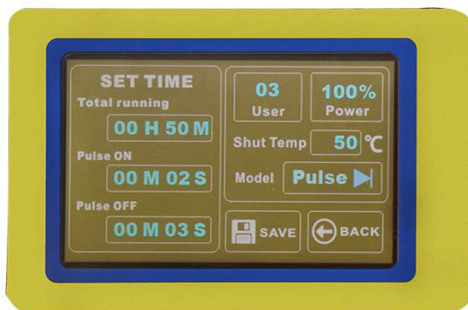 SET TIME
Total running
00 H 50 M
Pulse ON
00 M 02 S
Pulse OFF
00 M 03 S
03
User
100%
Power
Shut Temp 50 ℃
Model Pulse
SAVE
BACK